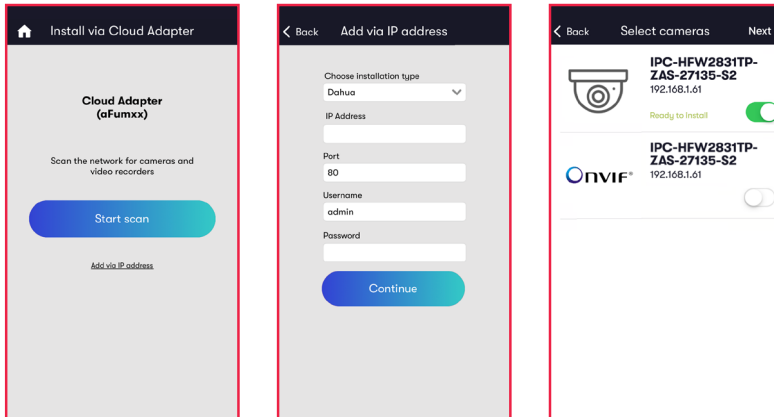 Install via Cloud Adapter
Cloud Adapter
(aFumxx)
Scan the network for cameras and
video recorders
Start scan
Add via IP address
Back
Add via IP address
Choose installation type
Dahua
IP Address
Port
80
Username
admin
Password
Continue
Back
Select cameras
Next
IPC-HFW2831TP-
ZAS-27135-S2
192.168.1.61
Ready to Install
IPC-HFW2831TP-
ZAS-27135-S2
192.168.1.61
ONVIF®